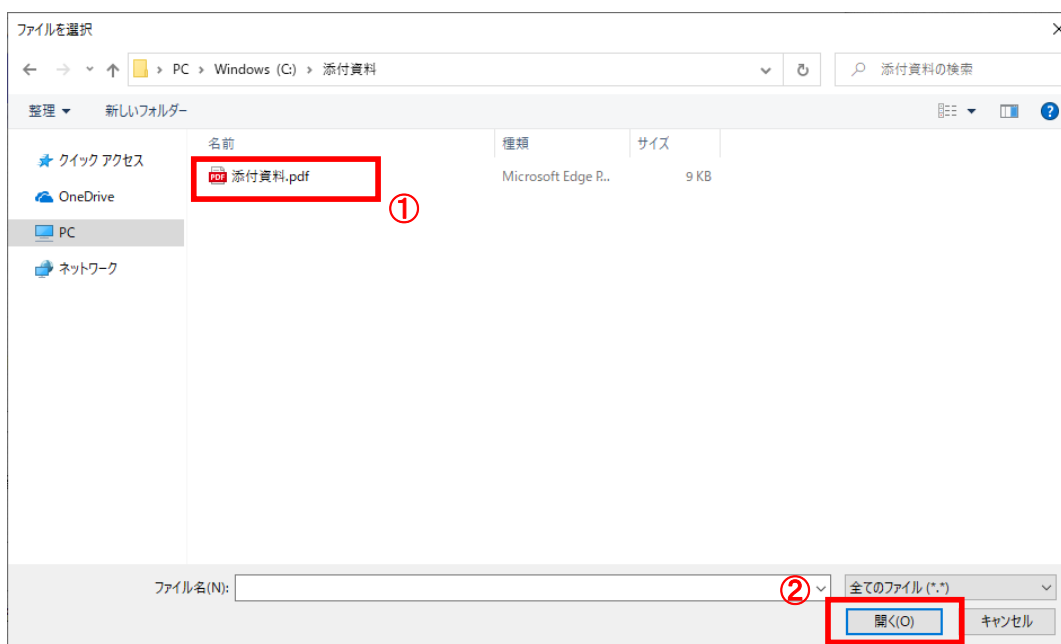 ファイルを選択
PC › Windows (C:) › 添付資料
添付資料の検索
整理 新しいフォルダー
名前 種類 サイズ
クイック アクセス
添付資料.pdf Microsoft Edge P... 9 KB
①
OneDrive
PC
ネットワーク
ファイル名(N):
②
全てのファイル (*.*)
開く(O) キャンセル